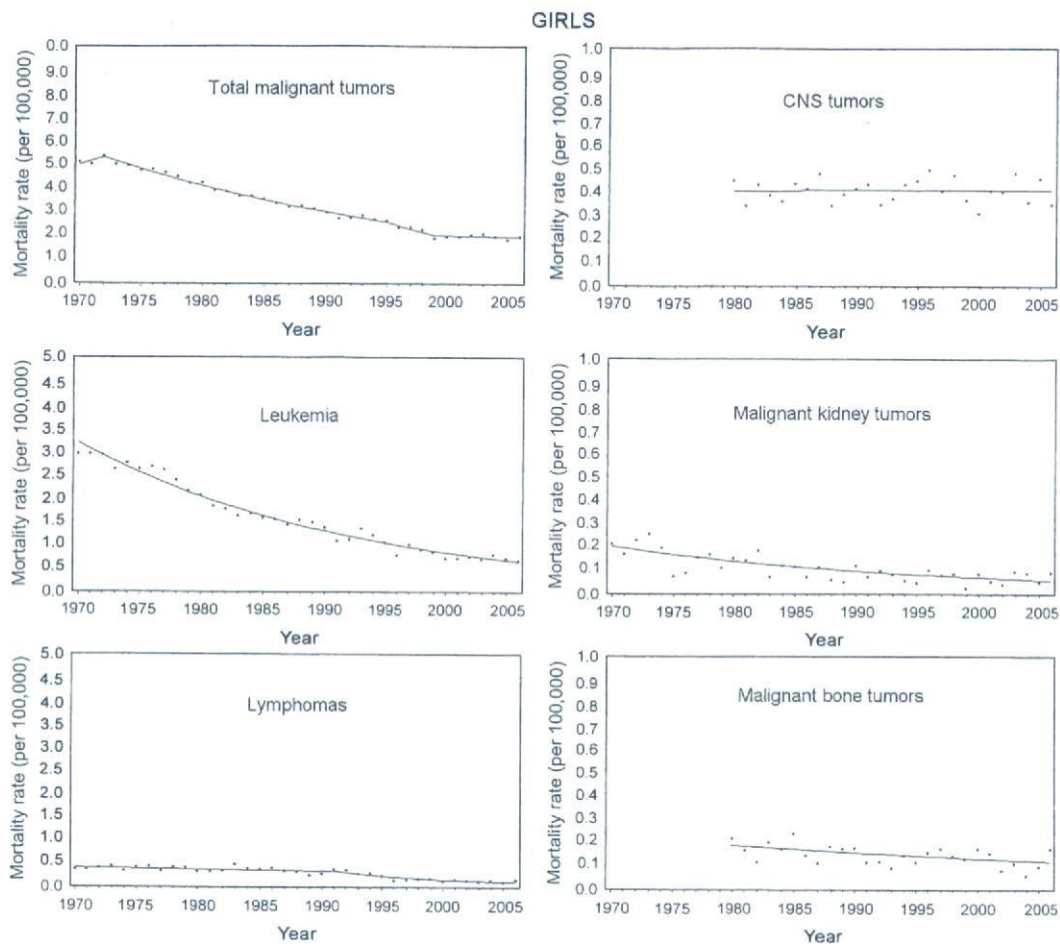 GIRLS
Mortality rate (per 100,000)
0.0
9.0
8.0
7.0
6.0
5.0
4.0
3.0
2.0
1.0
0.0
Total malignant tumors
1970 1975 1980 1985 1990 1995 2000 2005
Year
Mortality rate (per 100,000)
1.0
0.9
0.8
0.7
0.6
0.5
0.4
0.3
0.2
0.1
0.0
CNS tumors
1970 1975 1980 1985 1990 1995 2000 2005
Year
Mortality rate (per 100,000)
5.0
4.5
4.0
3.5
3.0
2.5
2.0
1.5
1.0
0.5
0.0
Leukemia
1970 1975 1980 1985 1990 1995 2000 2005
Year
Mortality rate (per 100,000)
1.0
0.9
0.8
0.7
0.6
0.5
0.4
0.3
0.2
0.1
0.0
Malignant kidney tumors
1970 1975 1980 1985 1990 1995 2000 2005
Year
Mortality rate (per 100,000)
5.0
4.5
4.0
3.5
3.0
2.5
2.0
1.5
1.0
0.5
0.0
Lymphomas
1970 1975 1980 1985 1990 1995 2000 2005
Year
Mortality rate (per 100,000)
1.0
0.9
0.8
0.7
0.6
0.5
0.4
0.3
0.2
0.1
0.0
Malignant bone tumors
1970 1975 1980 1985 1990 1995 2000 2005
Year